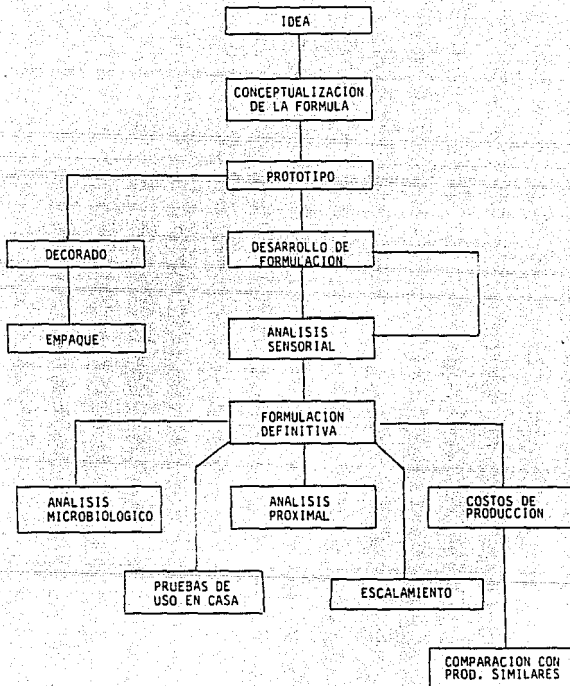 IDEA
CONCEPTUALIZACION
DE LA FORMULA
PROTOTIPO
DECORADO
DESARROLLO DE
FORMULACION
EMPAQUE
ANALISIS
SENSORIAL
FORMULACION
DEFINITIVA
ANALISIS
MICROBIOLOGICO
ANALISIS
PROXIMAL
COSTOS DE
PRODUCCIÓN
PRUEBAS DE
USO EN CASA
ESCALAMIENTO
COMPARACION CON
PROD. SIMILARES